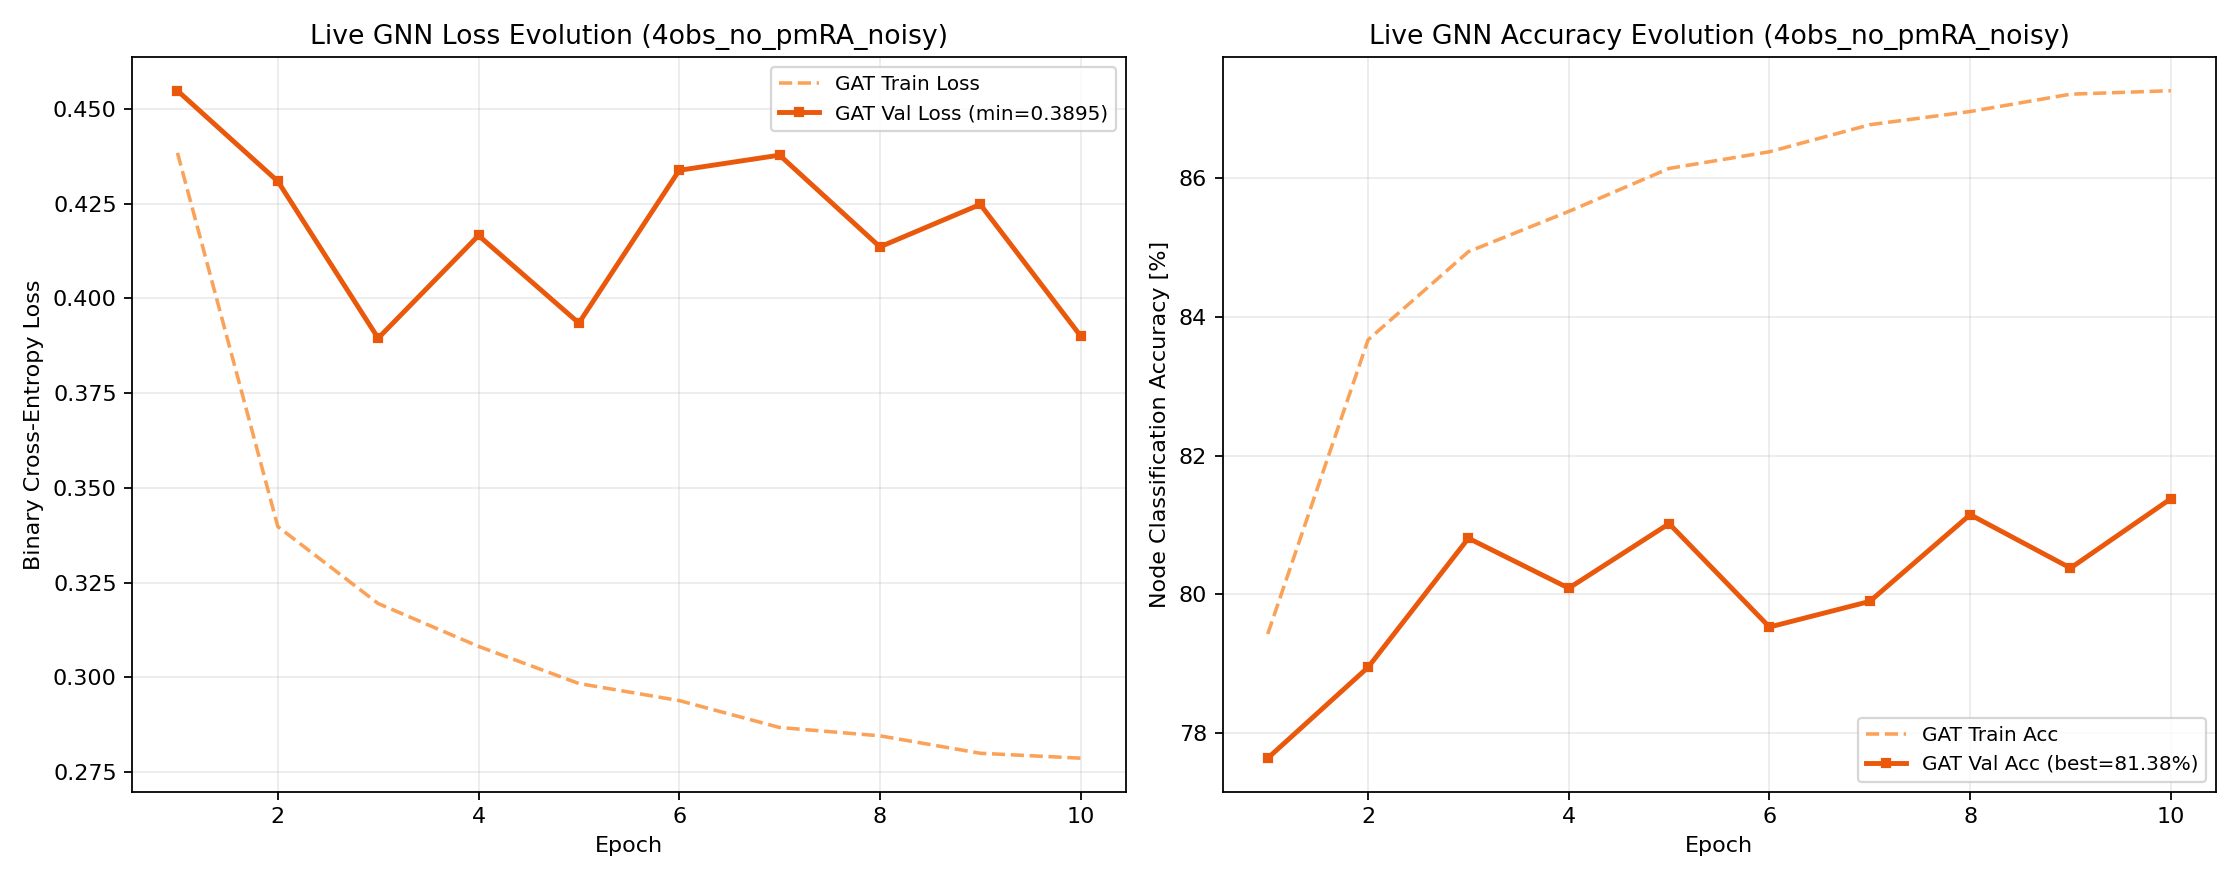 Live GNN Loss Evolution (4obs_no_pmRA_noisy)
GAT Train Loss
GAT Val Loss (min=0.3895)
Binary Cross-Entropy Loss
0.450
0.425
0.400
0.375
0.350
0.325
0.300
0.275
2 4 6 8 10
Epoch
Live GNN Accuracy Evolution (4obs_no_pmRA_noisy)
Node Classification Accuracy [%]
86
84
82
80
78
GAT Train Acc
GAT Val Acc (best=81.38%)
2 4 6 8 10
Epoch